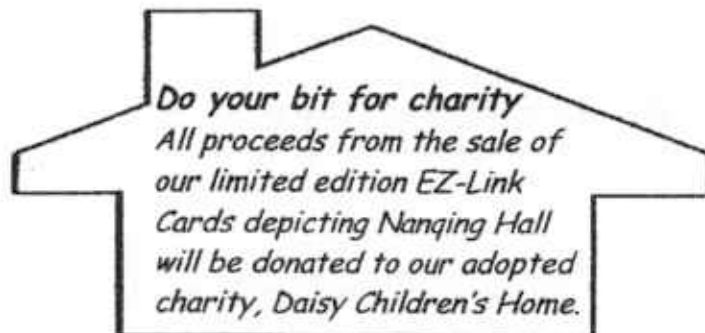 Do your bit for charity
All proceeds from the sale of
our limited edition EZ-Link
Cards depicting Nanqing Hall
will be donated to our adopted
charity, Daisy Children's Home.